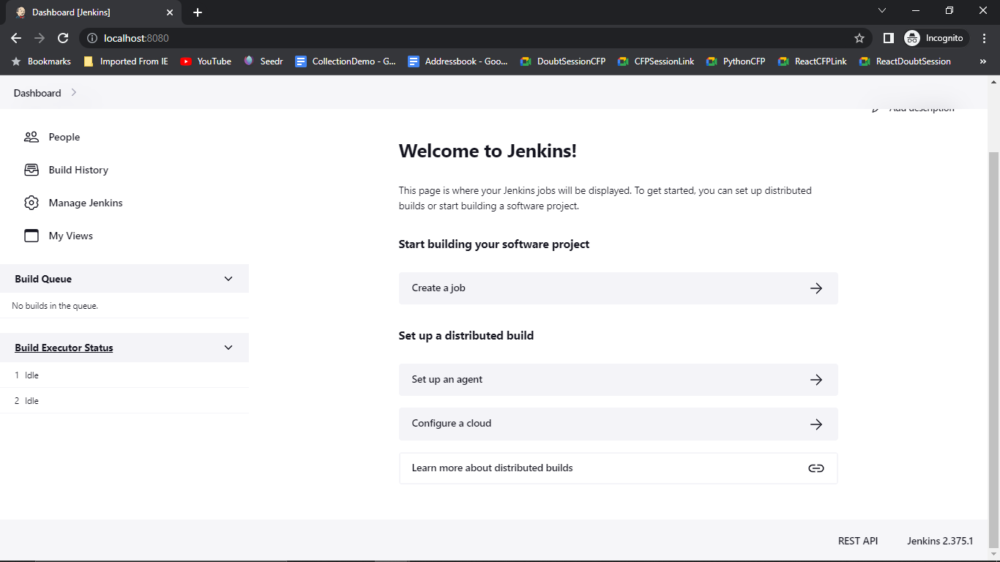 Dashboard [Jenkins]
localhost:8080
Incognito
Bookmarks
Imported From IE
YouTube
Seedr
CollectionDemo - G...
Addressbook - Goo...
DoubtSessionCFP
CFPSessionLink
PythonCFP
ReactCFPLink
ReactDoubtSession
»
Dashboard
Add description
People
Build History
Manage Jenkins
My Views
Build Queue
No builds in the queue.
Build Executor Status
1 Idle
2 Idle
Welcome to Jenkins!
This page is where your Jenkins jobs will be displayed. To get started, you can set up distributed
builds or start building a software project.
Start building your software project
Create a job
Set up a distributed build
Set up an agent
Configure a cloud
Learn more about distributed builds
REST API
Jenkins 2.375.1